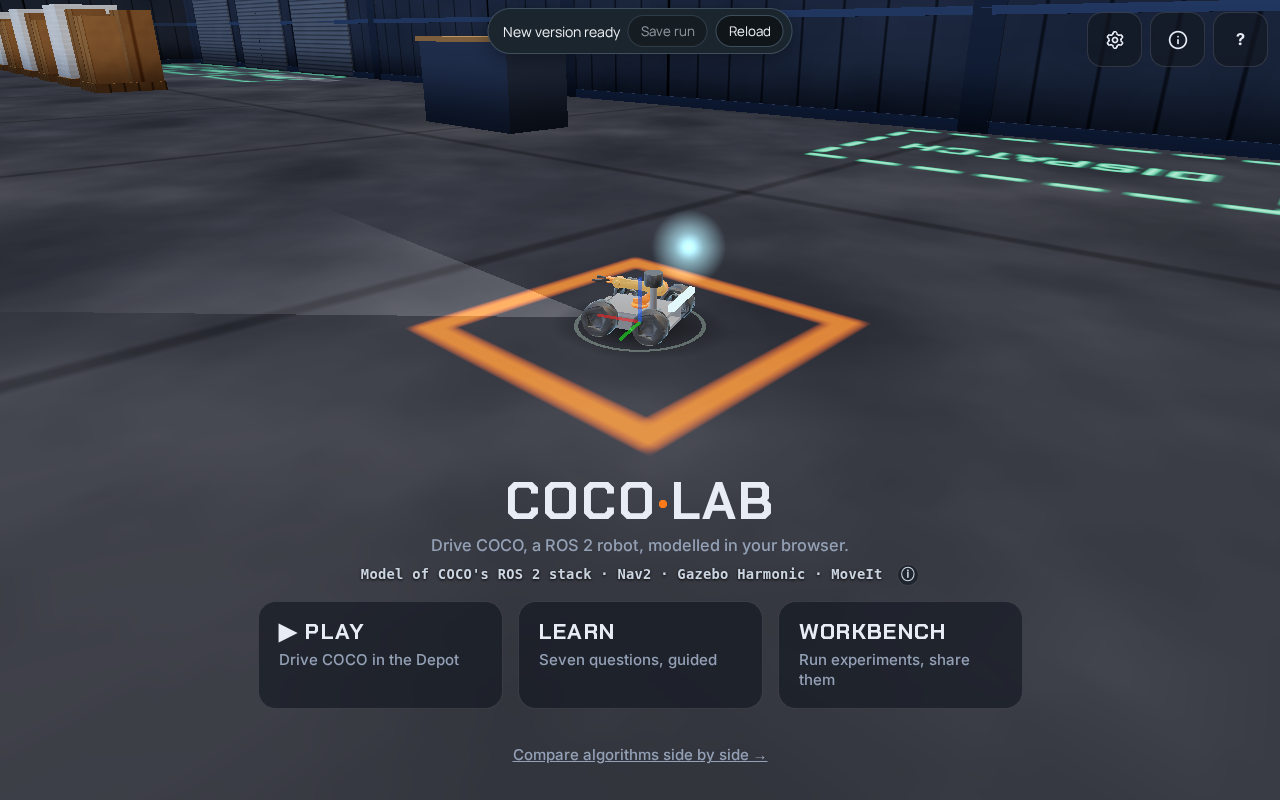 New version ready Save run Reload
?
DISPATCH
COCO·LAB
Drive COCO, a ROS 2 robot, modelled in your browser.
Model of COCO's ROS 2 stack · Nav2 · Gazebo Harmonic · MoveIt ⓘ
▶ PLAY
Drive COCO in the Depot
LEARN
Seven questions, guided
WORKBENCH
Run experiments, share
them
Compare algorithms side by side →